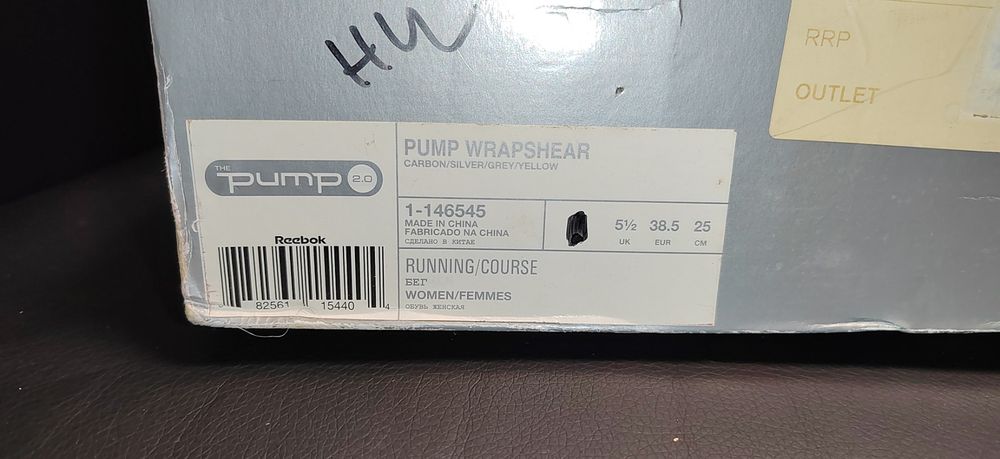 HW
RRP
OUTLET
THE pump 2.0
PUMP WRAPSHEAR
CARBON/SILVER/GREY/YELLOW
1-146545
MADE IN CHINA
FABRICADO NA CHINA
СДЕЛАНО В КИТАЕ
5½ 38.5 25
UK EUR CM
Reebok
82561 15440 4
RUNNING/COURSE
БЕГ
WOMEN/FEMMES
ОБУВЬ ЖЕНСКАЯ